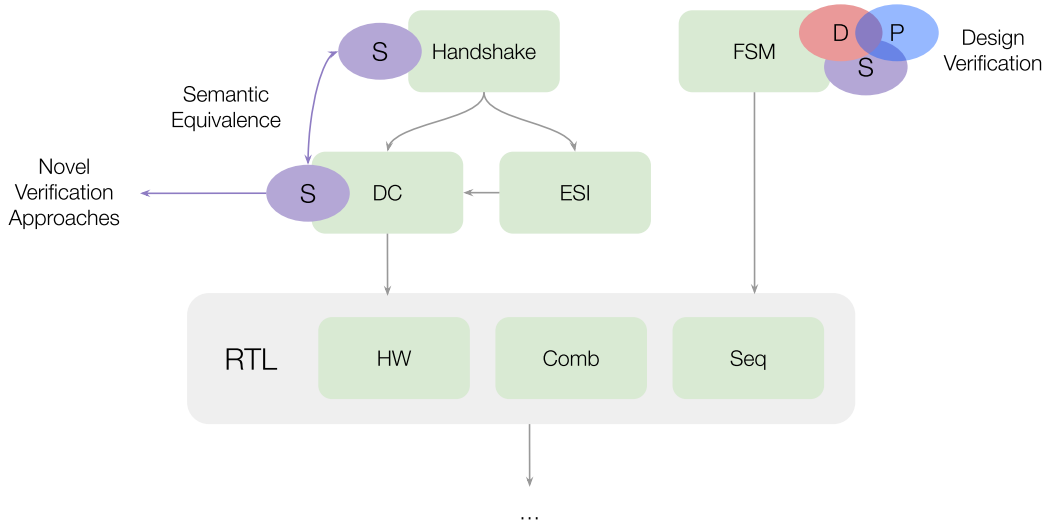 S
Handshake
FSM
D
P
S
Design
Verification
Semantic
Equivalence
Novel
Verification
Approaches
S
DC
ESI
RTL
HW
Comb
Seq
...